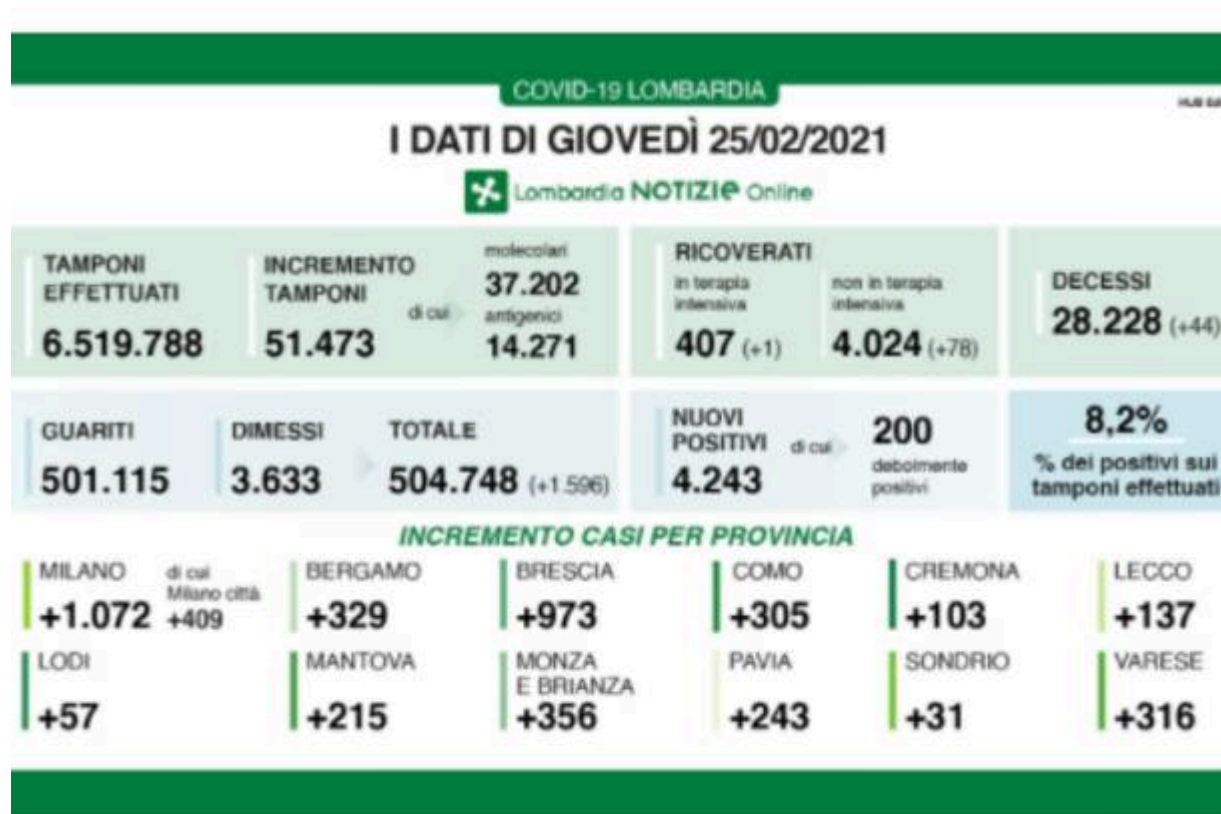 COVID-19 LOMBARDIA
I DATI DI GIOVEDÌ 25/02/2021
Lombardia NOTIZIE Online
TAMPONI
EFFETTUATI
6.519.788
INCREMENTO
TAMPONI
51.473
di cui
molecolari
37.202
antigenici
14.271
RICOVERATI
in terapia
intensiva
407 (+1)
non in terapia
intensiva
4.024 (+78)
DECESSI
28.228 (+44)
GUARITI
501.115
DIMESSI
3.633
TOTALE
504.748 (+1.596)
NUOVI
POSITIVI
4.243
di cui
200
debolmente
positivi
8,2%
% dei positivi sui
tamponi effettuati
INCREMENTO CASI PER PROVINCIA
MILANO
+1.072
di cui
Milano città
+409
BERGAMO
+329
BRESCIA
+973
COMO
+305
CREMONA
+103
LECCO
+137
LODI
+57
MANTOVA
+215
MONZA
E BRIANZA
+356
PAVIA
+243
SONDRIO
+31
VARESE
+316